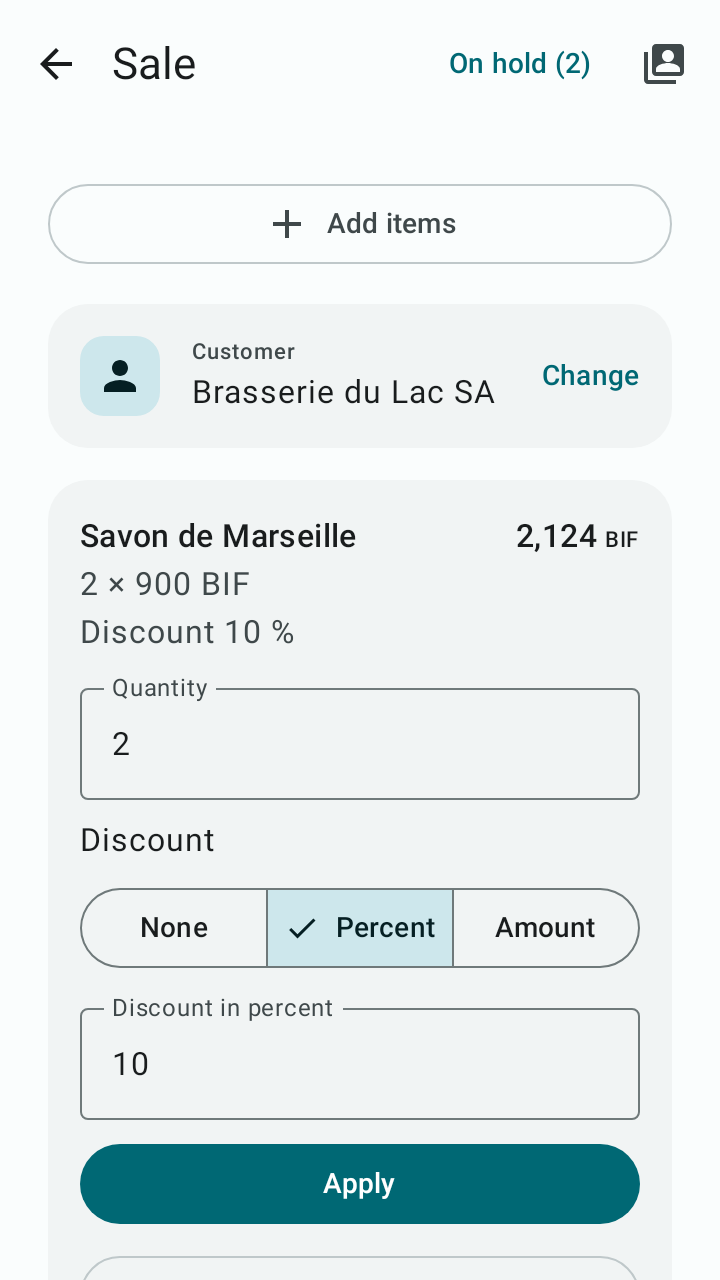 Sale
On hold (2)
Add items
Customer
Brasserie du Lac SA
Change
Savon de Marseille
2,124 BIF
2 × 900 BIF
Discount 10 %
Quantity
2
Discount
None
Percent
Amount
Discount in percent
10
Apply